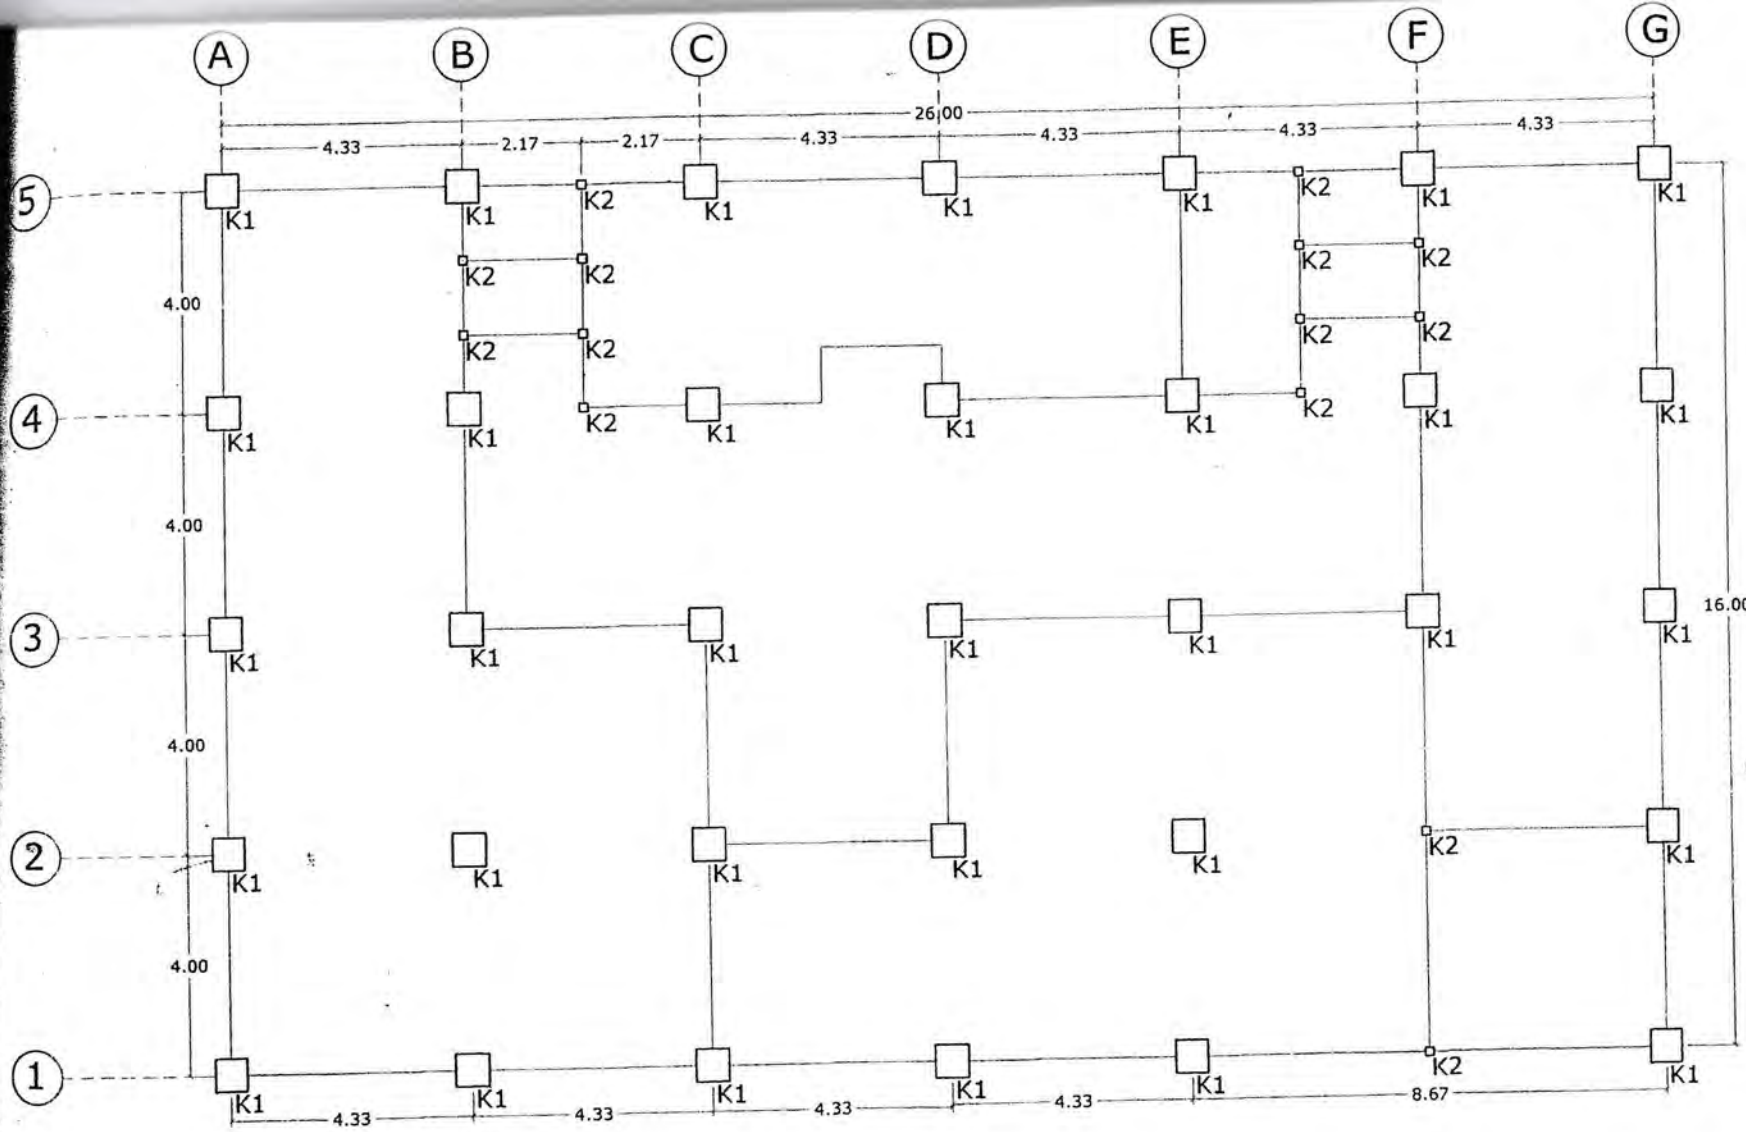 A B C D E F G
26.00
4.33 2.17 2.17 4.33 4.33 4.33 4.33
5
K1 K1 K2 K1 K1 K1 K2 K1 K1
K2 K2 K2 K2
4.00
K2 K2 K2 K2
4
K1 K1 K2 K1 K1 K1 K2 K1 K1
4.00
16.00
3
K1 K1 K1 K1 K1 K1 K1
4.00
2
K1 K1 K1 K1 K1 K2 K1
4.00
1
K1 K1 K1 K1 K1 K2 K1
4.33 4.33 4.33 4.33 8.67